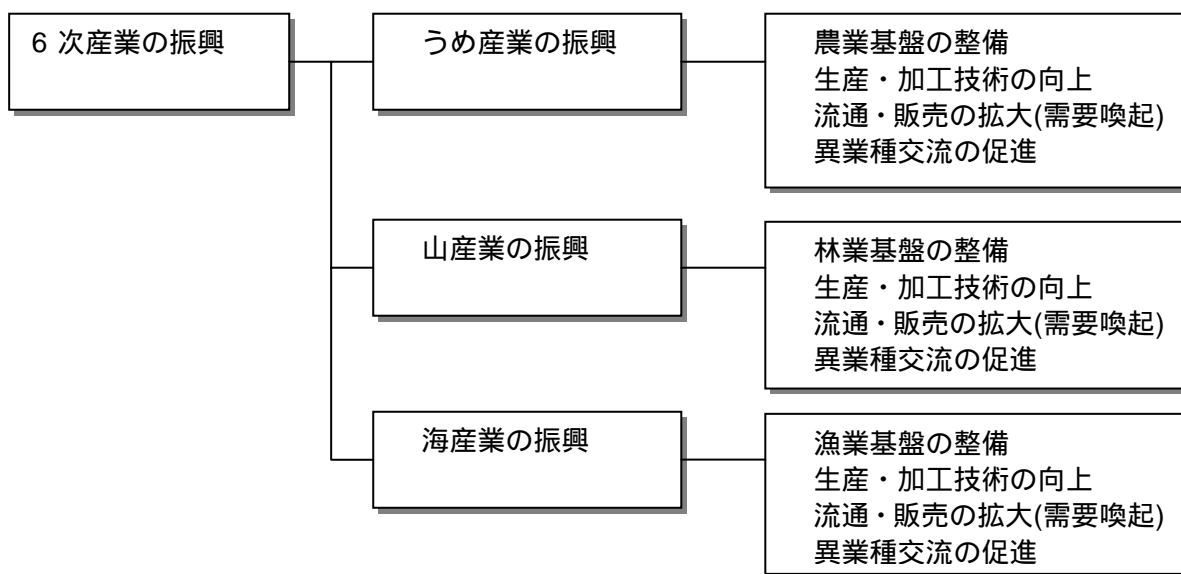 6 次産業の振興
うめ産業の振興
農業基盤の整備
生産・加工技術の向上
流通・販売の拡大(需要喚起)
異業種交流の促進
山産業の振興
林業基盤の整備
生産・加工技術の向上
流通・販売の拡大(需要喚起)
異業種交流の促進
海産業の振興
漁業基盤の整備
生産・加工技術の向上
流通・販売の拡大(需要喚起)
異業種交流の促進